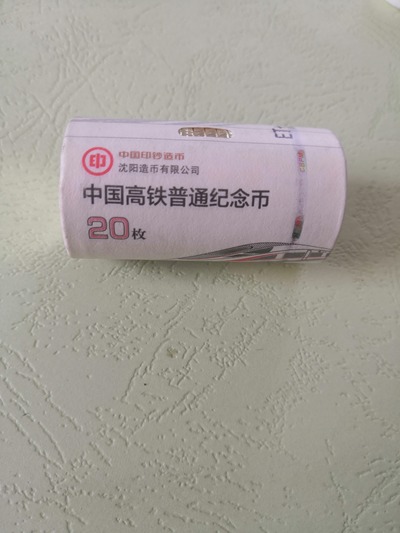 印
中国印钞造币
沈阳造币有限公司
中国高铁普通纪念币
20枚